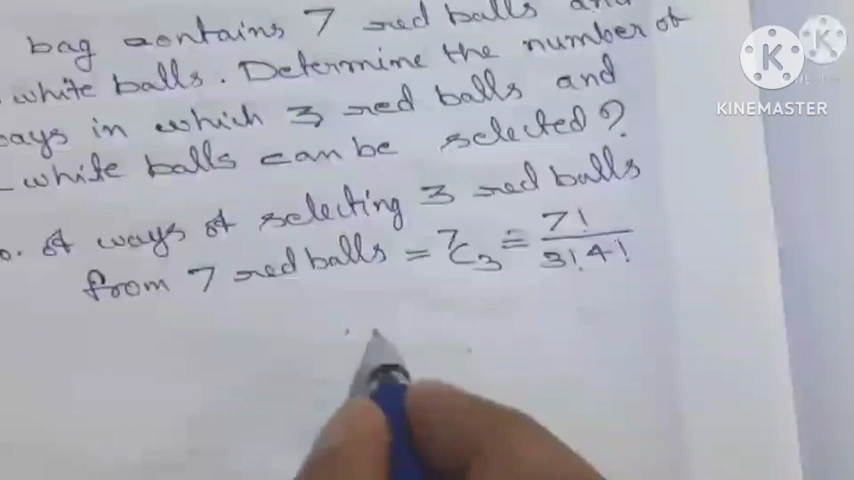 bag contains 7 red balls and
white balls. Determine the number of
ways in which 3 red balls and
white balls can be selected?
o. of ways of selecting 3 red balls
from 7 red balls = ⁷C₃ = 7!/3!4!
K
KINEMASTER